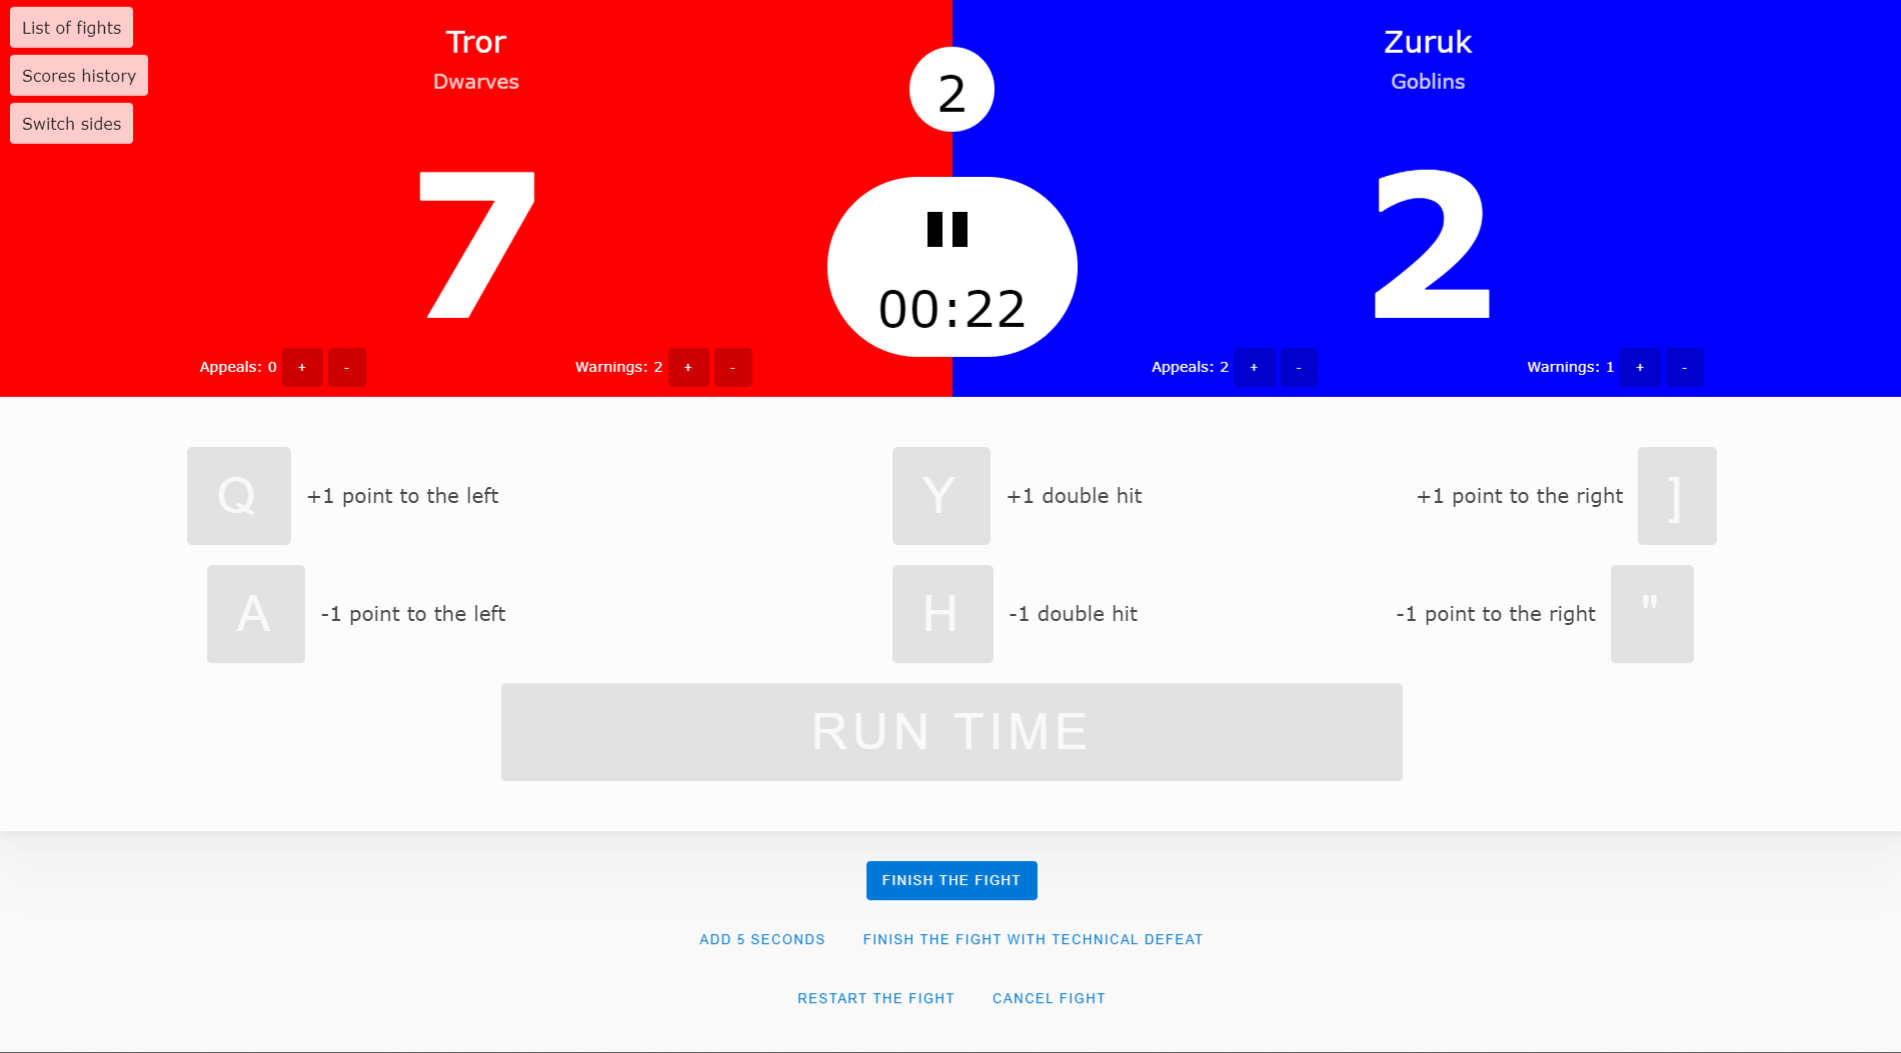 List of fights
Scores history
Switch sides
Tror
Dwarves
7
Appeals: 0 + -
Warnings: 2 + -
2
00:22
Zuruk
Goblins
2
Appeals: 2 + -
Warnings: 1 + -
Q +1 point to the left
Y +1 double hit
+1 point to the right ]
A -1 point to the left
H -1 double hit
-1 point to the right "
RUN TIME
FINISH THE FIGHT
ADD 5 SECONDS
FINISH THE FIGHT WITH TECHNICAL DEFEAT
RESTART THE FIGHT
CANCEL FIGHT